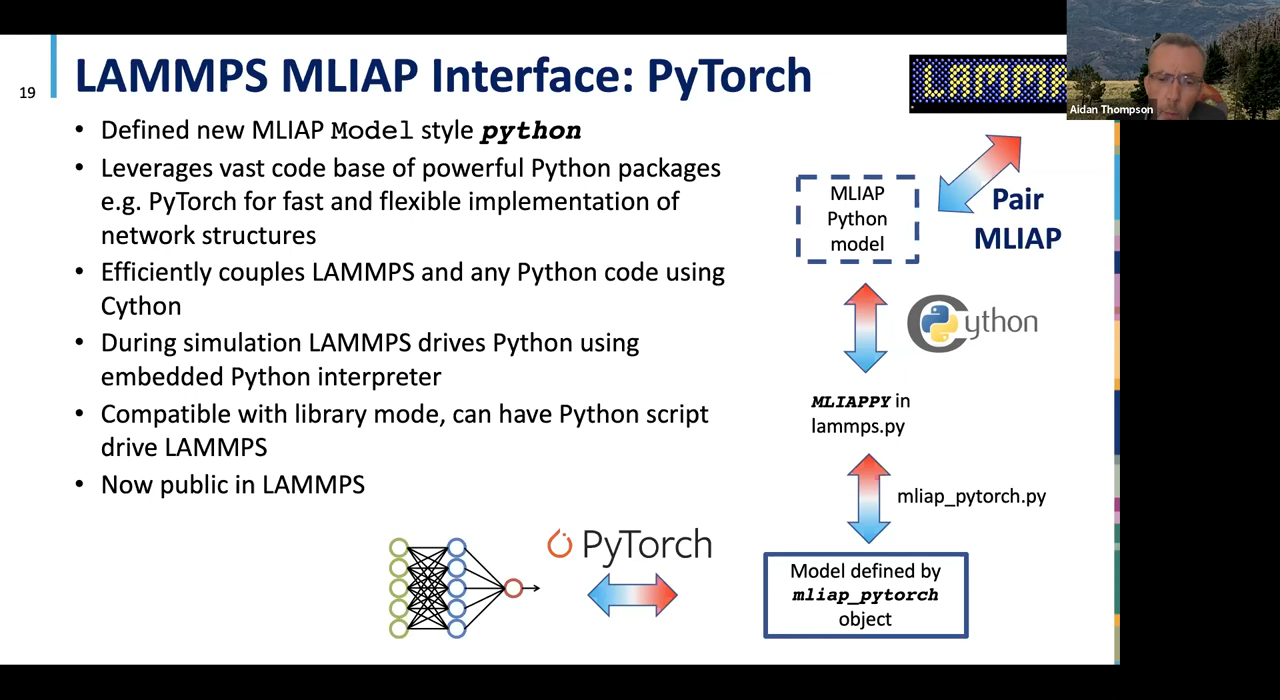 19
LAMMPS MLIAP Interface: PyTorch
LAMM
Aidan Thompson
• Defined new MLIAP Model style python
• Leverages vast code base of powerful Python packages
e.g. PyTorch for fast and flexible implementation of
network structures
• Efficiently couples LAMMPS and any Python code using
Cython
• During simulation LAMMPS drives Python using
embedded Python interpreter
• Compatible with library mode, can have Python script
drive LAMMPS
• Now public in LAMMPS
MLIAP
Python
model
Pair
MLIAP
Cython
MLIAPPY in
lammps.py
mliap_pytorch.py
PyTorch
Model defined by
mliap_pytorch
object